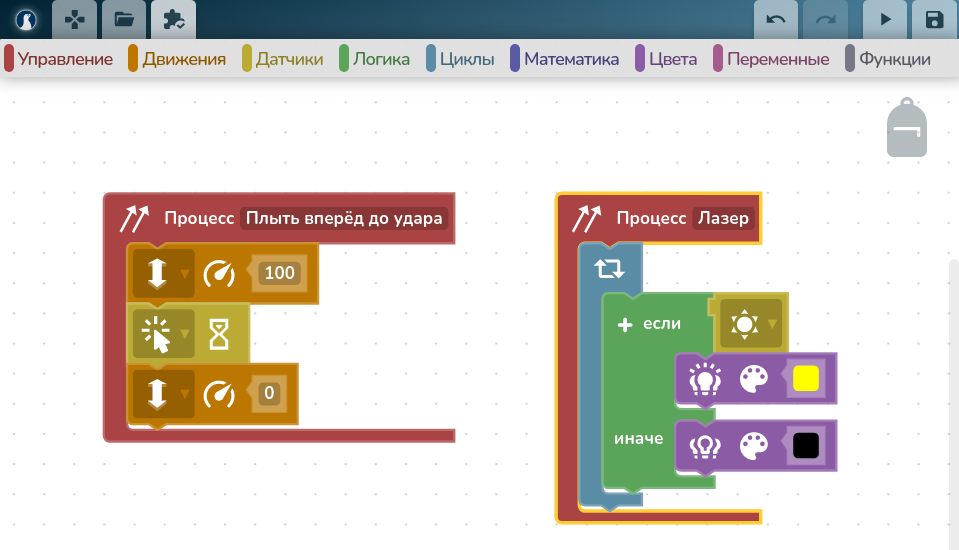 Управление Движения Датчики Логика Циклы Математика Цвета Переменные Функции
Процесс Плыть вперёд до удара
100
0
Процесс Лазер
если
иначе